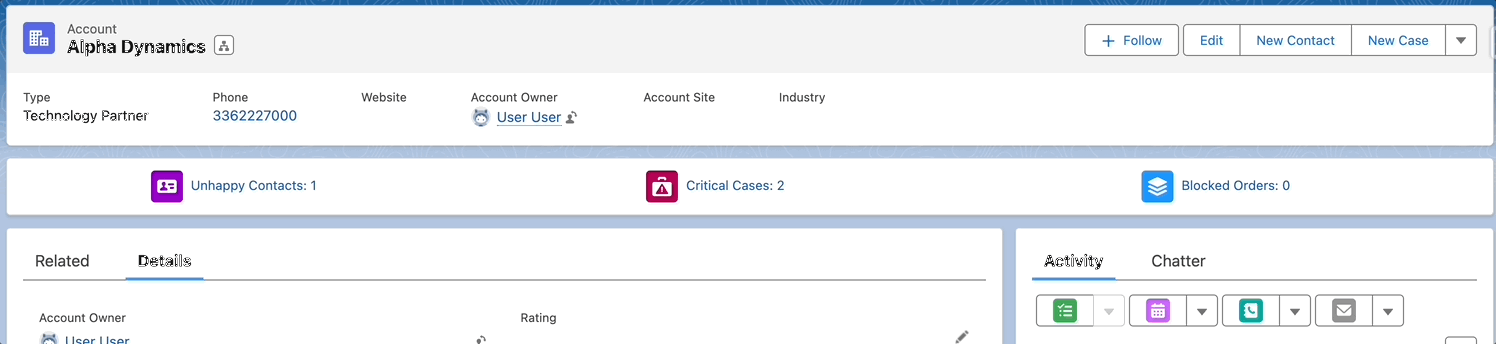 Account
Alpha Dynamics
Follow
Edit
New Contact
New Case
Type
Phone
Website
Account Owner
Account Site
Industry
Technology Partner
3362227000
User User
Unhappy Contacts: 1
Critical Cases: 2
Blocked Orders: 0
Related
Details
Activity
Chatter
Account Owner
Rating
User User